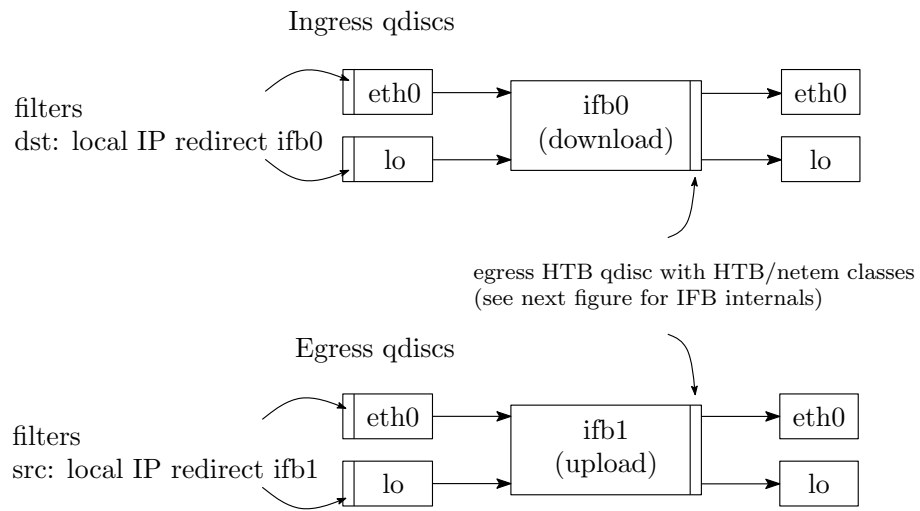 Ingress qdiscs
filters
dst: local IP redirect ifb0
eth0
lo
ifb0
(download)
eth0
lo
egress HTB qdisc with HTB/netem classes
(see next figure for IFB internals)
Egress qdiscs
filters
src: local IP redirect ifb1
eth0
lo
ifb1
(upload)
eth0
lo